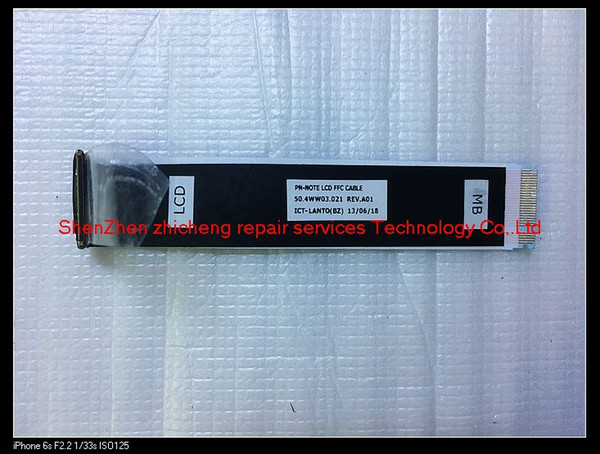 LCD
PN-NOTE LCD FFC CABLE
50.4WW03.021 REV.A01
ICT-LANTO(BZ) 13/06/18
MB
ShenZhen zhicheng repair services Technology Co,.Ltd
iPhone 6s F2.2 1/33s ISO125